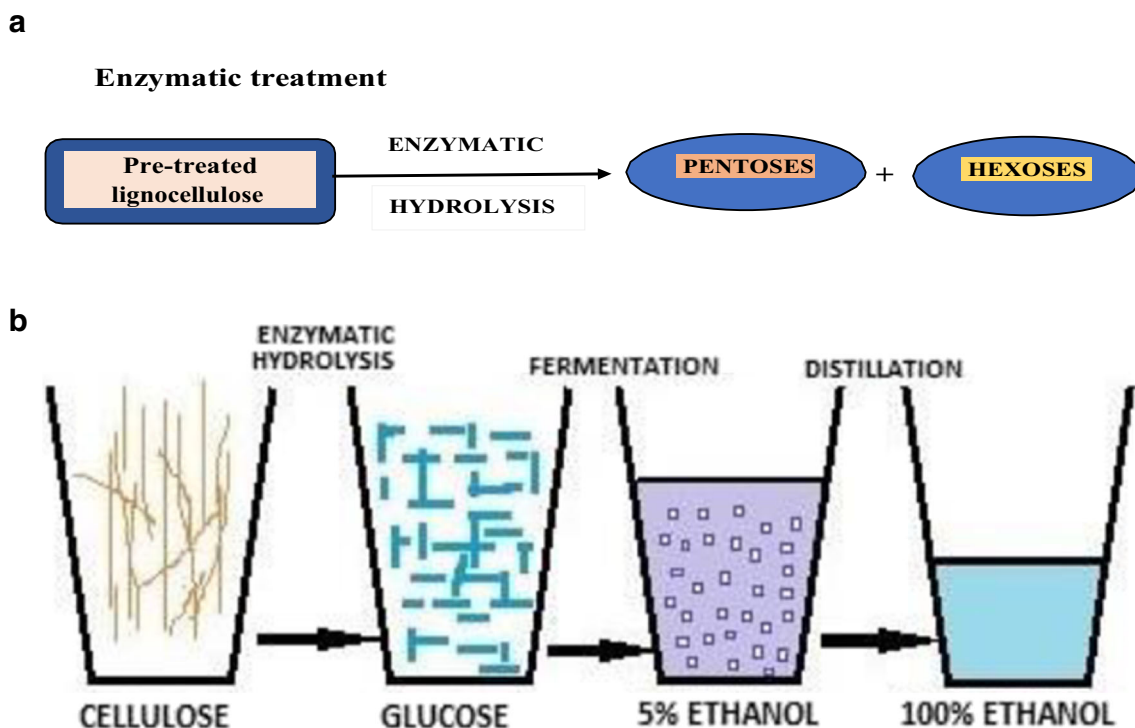 a
Enzymatic treatment
Pre-treated
lignocellulose
ENZYMATIC
HYDROLYSIS
PENTOSES
+
HEXOSES
b
ENZYMATIC
HYDROLYSIS
FERMENTATION
DISTILLATION
CELLULOSE
GLUCOSE
5% ETHANOL
100% ETHANOL